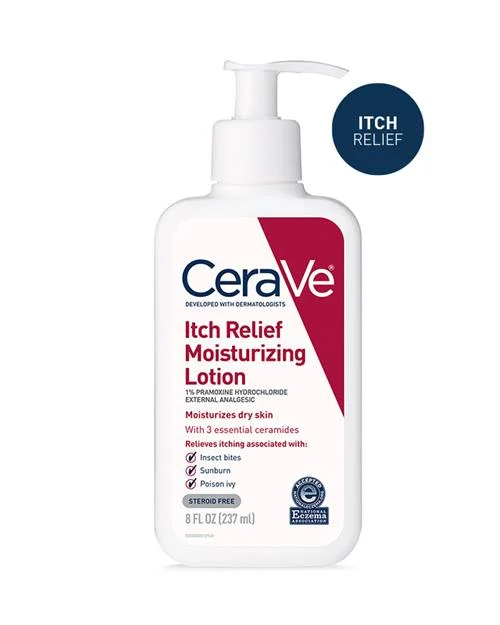 ITCH
RELIEF
CeraVe®
DEVELOPED WITH DERMATOLOGISTS
Itch Relief
Moisturizing
Lotion
1% PRAMOXINE HYDROCHLORIDE
EXTERNAL ANALGESIC
Moisturizes dry skin
With 3 essential ceramides
Relieves itching associated with:
Insect bites
Sunburn
Poison ivy
STEROID FREE
8 FL OZ (237 ml)
ACCEPTED
NATIONAL
Eczema
ASSOCIATION